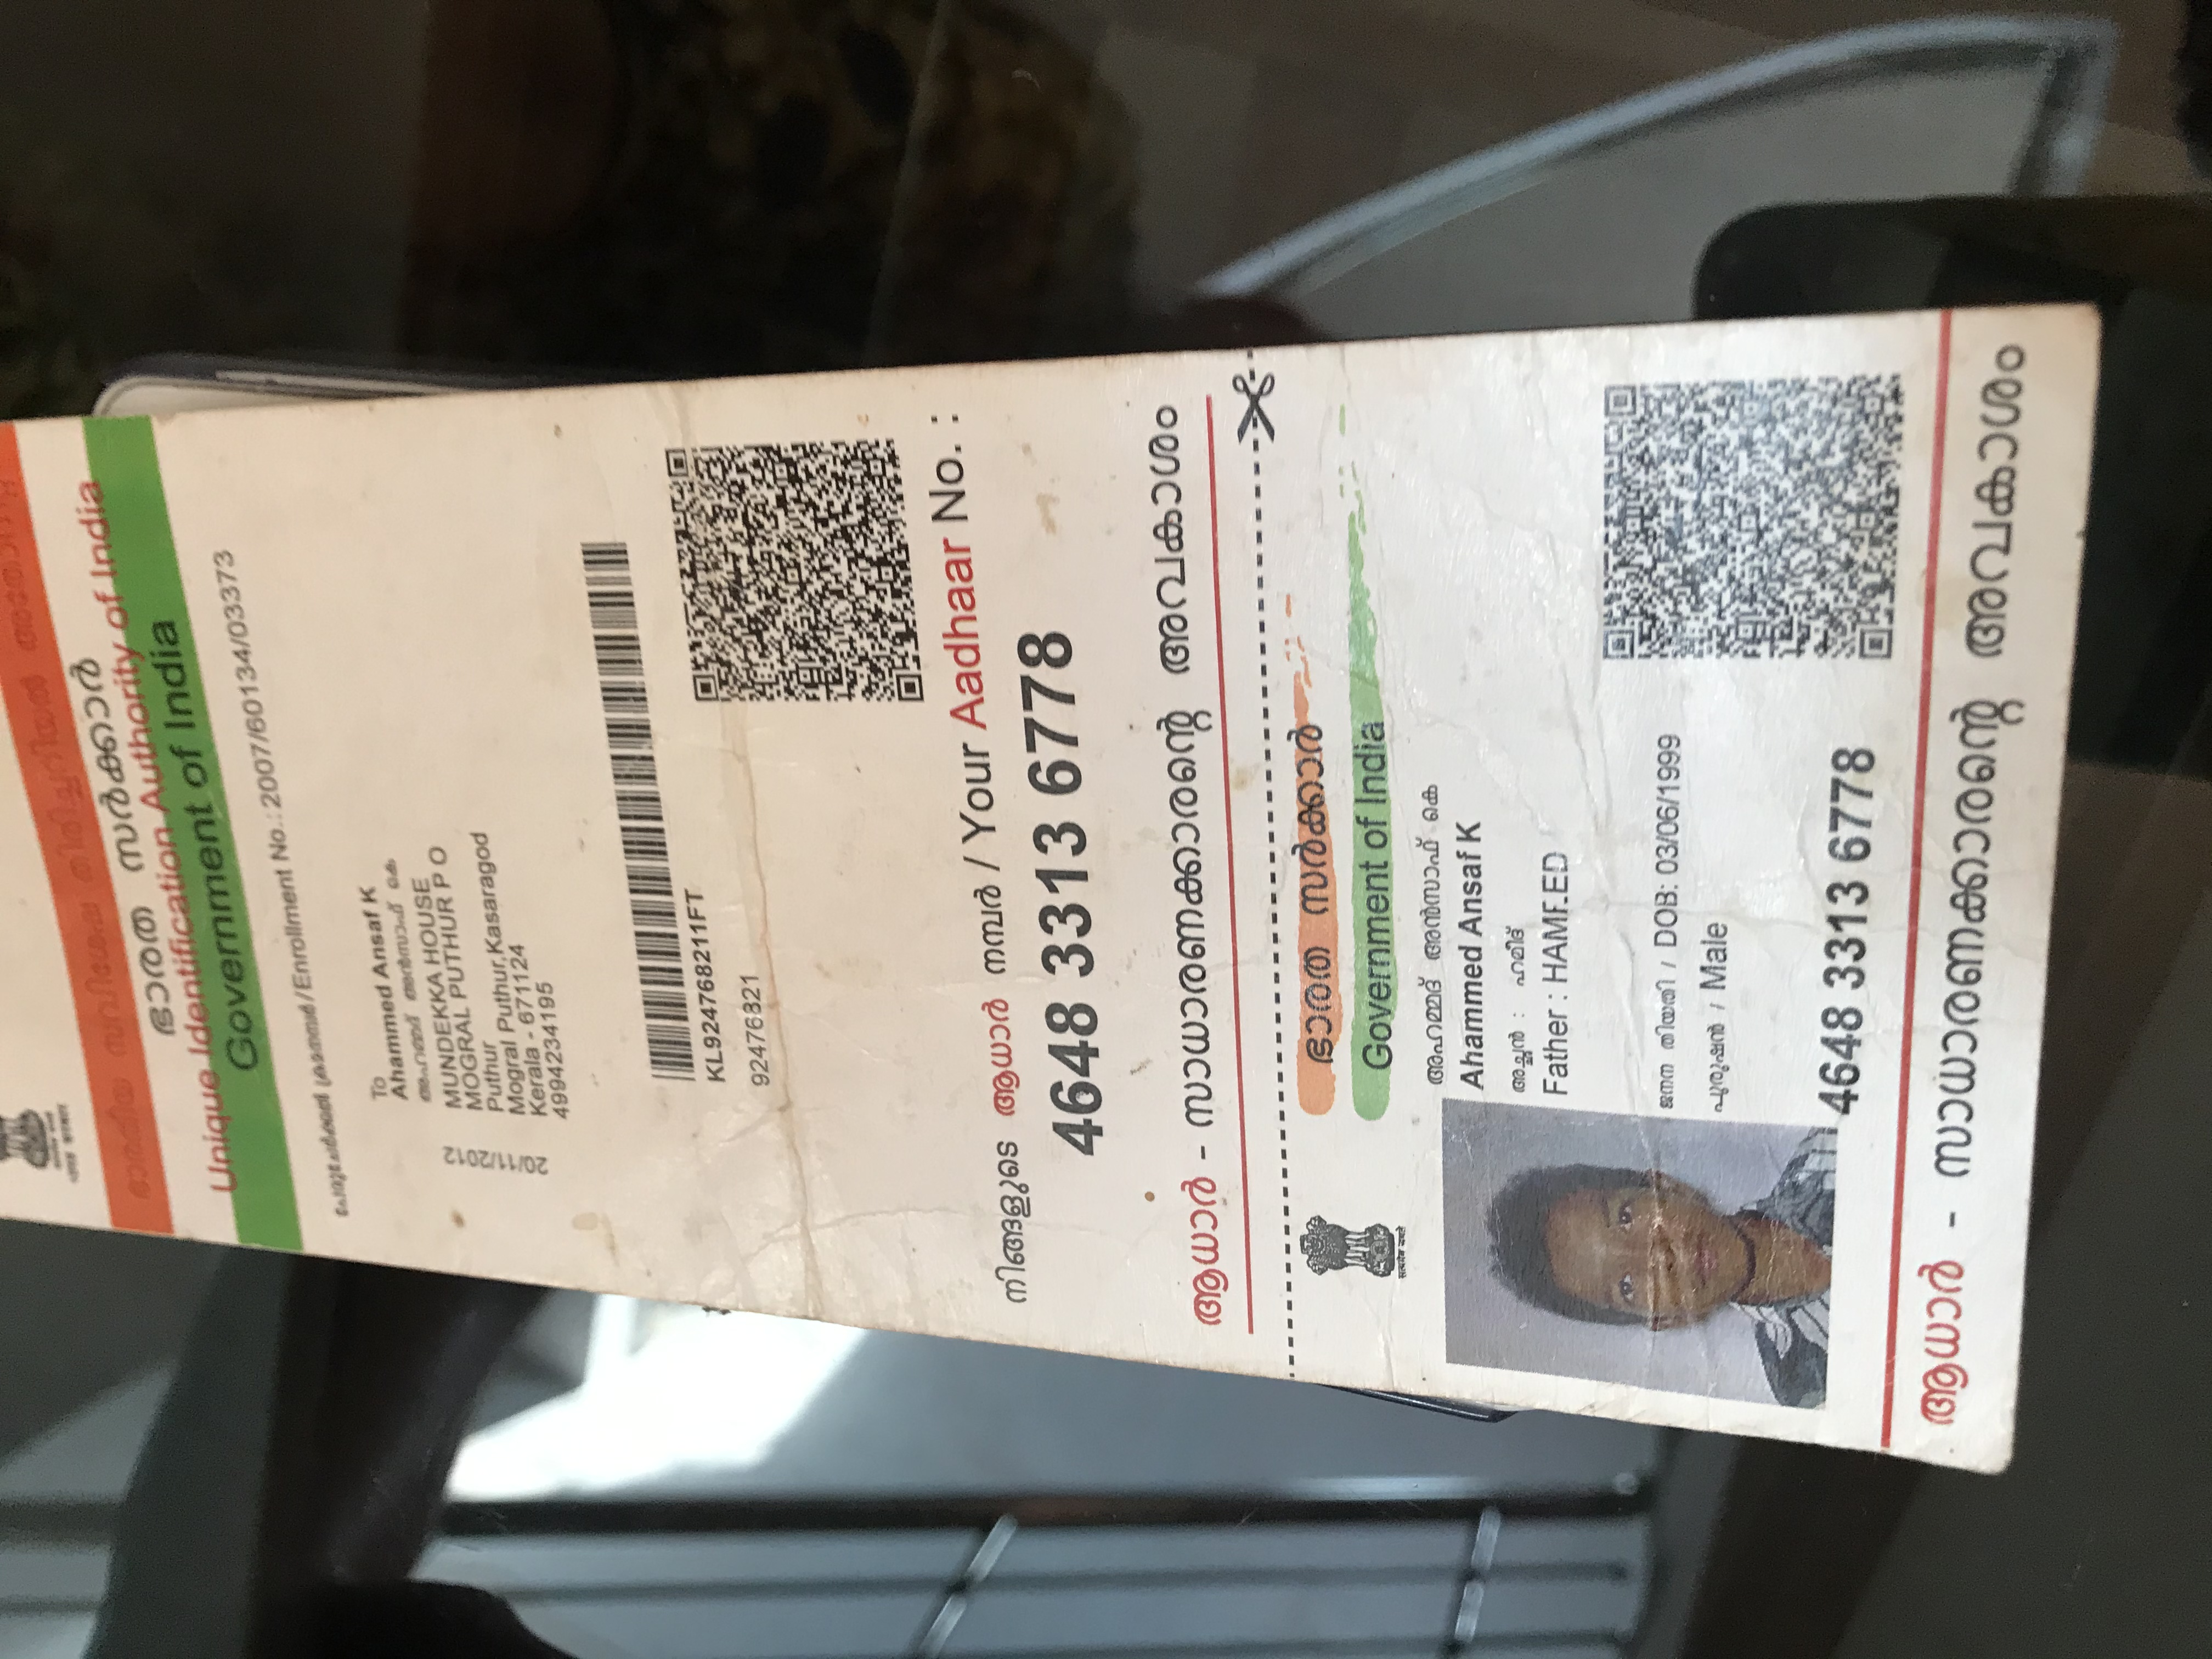 भारत सरकार
ഭാരതീയ സവിശേഷ തിരിച്ചറിയൽ അതോറിറ്റി
ഭാരത സർക്കാർ
Unique Identification Authority of India
Government of India
പേരുചേർക്കൽ ക്രമനമ്പർ/Enrollment No.: 2007/60134/03373
20/11/2012
To
Ahammed Ansaf K
അഹമ്മദ് അൻസാഫ് കെ
MUNDEKKA HOUSE
MOGRAL PUTHUR P O
Puthur
Mogral Puthur,Kasaragod
Kerala - 671124
4994234195
KL924768211FT
92476821
നിങ്ങളുടെ ആധാർ നമ്പർ / Your Aadhaar No. :
4648 3313 6778
ആധാർ - സാധാരണക്കാരന്റെ അവകാശം
ഭാരത സർക്കാർ
सत्यमेव जयते
Government of India
അഹമ്മദ് അൻസാഫ് കെ
Ahammed Ansaf K
അച്ഛൻ : ഹമീദ്
Father : HAMEED
ജനന തിയതി / DOB: 03/06/1999
പുരുഷൻ / Male
4648 3313 6778
ആധാർ - സാധാരണക്കാരന്റെ അവകാശം